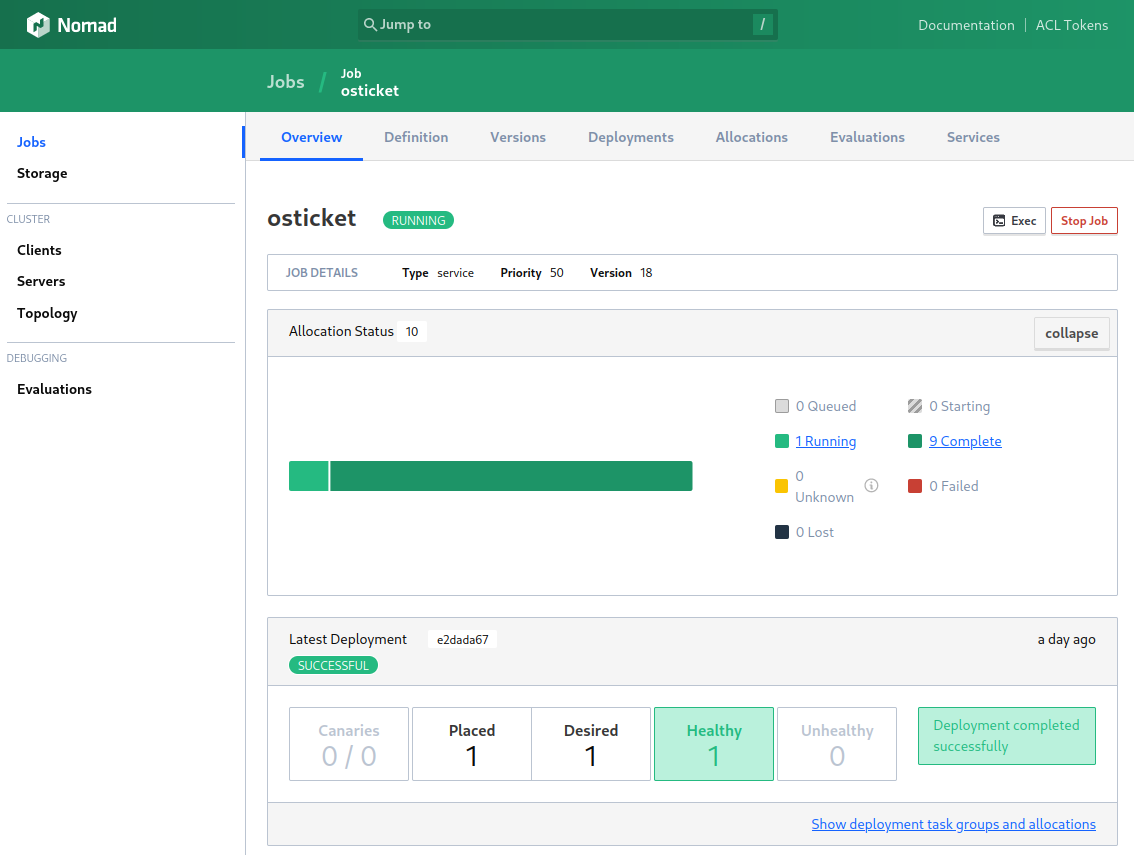 Nomad
Jump to
/
Documentation
ACL Tokens
Jobs / Job
osticket
Jobs
Storage
CLUSTER
Clients
Servers
Topology
DEBUGGING
Evaluations
Overview Definition Versions Deployments Allocations Evaluations Services
osticket RUNNING
Exec Stop Job
JOB DETAILS Type service Priority 50 Version 18
Allocation Status 10
collapse
0 Queued 0 Starting
1 Running 9 Complete
0 Unknown 0 Failed
0 Lost
Latest Deployment e2dada67 a day ago
SUCCESSFUL
Canaries Placed Desired Healthy Unhealthy
0 / 0 1 1 1 0
Deployment completed
successfully
Show deployment task groups and allocations